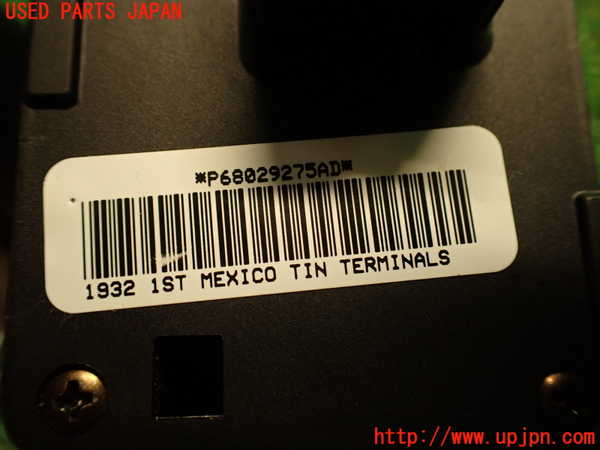 USED PARTS JAPAN
*P68029275AD*
1932 1ST MEXICO TIN TERMINALS
http://www.upjpn.com/